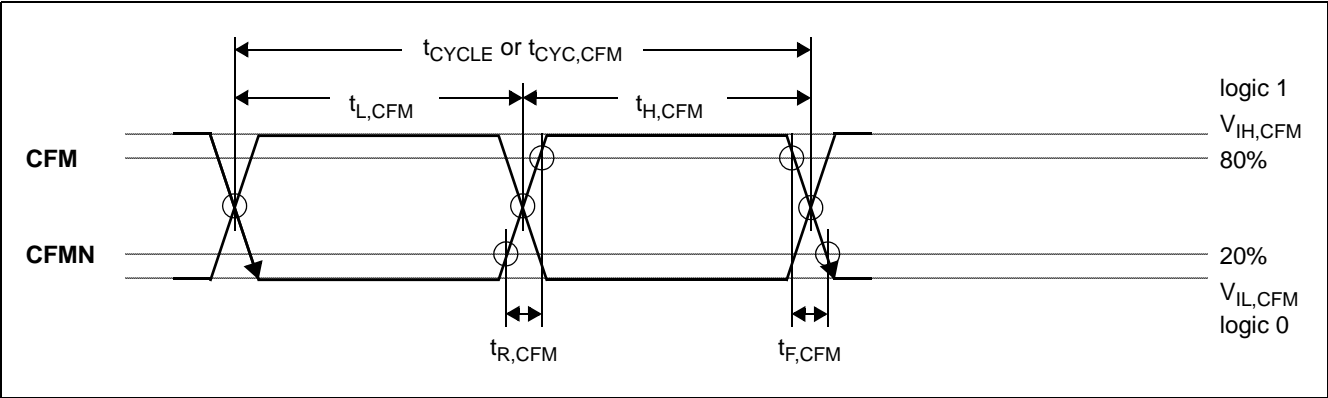 tCYCLE or tCYC,CFM
tL,CFM
tH,CFM
logic 1
VIH,CFM
CFM
80%
CFMN
20%
VIL,CFM
logic 0
tR,CFM
tF,CFM